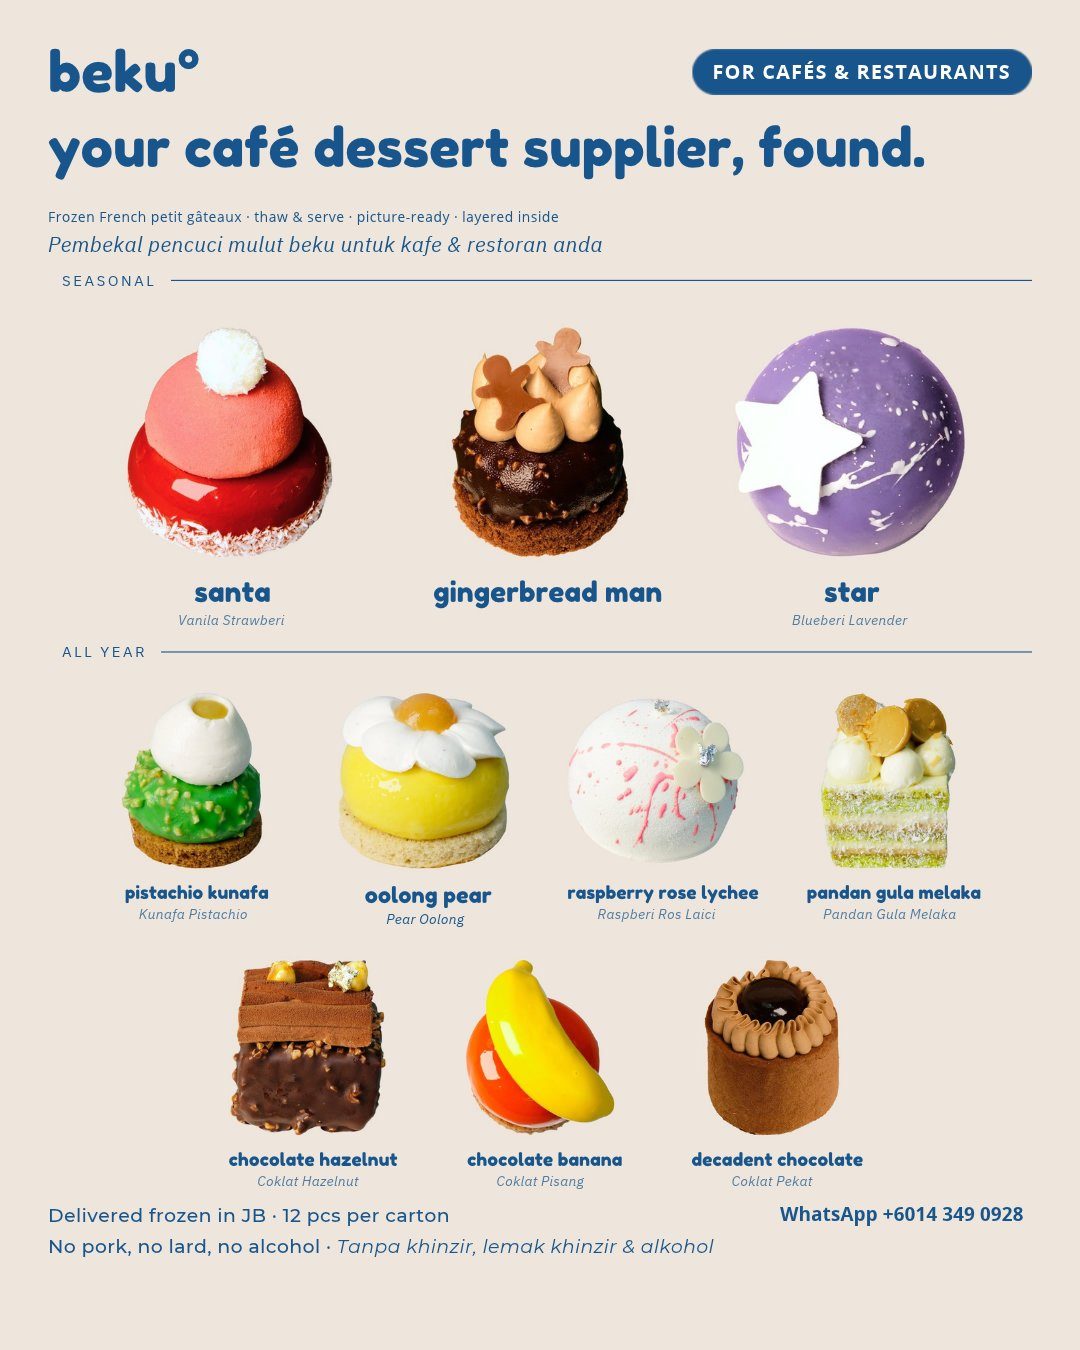 beku°
FOR CAFÉS & RESTAURANTS
your café dessert supplier, found.
Frozen French petit gâteaux · thaw & serve · picture-ready · layered inside
Pembekal pencuci mulut beku untuk kafe & restoran anda
SEASONAL
santa
Vanila Strawberi
gingerbread man
star
Blueberi Lavender
ALL YEAR
pistachio kunafa
Kunafa Pistachio
oolong pear
Pear Oolong
raspberry rose lychee
Raspberi Ros Laici
pandan gula melaka
Pandan Gula Melaka
chocolate hazelnut
Coklat Hazelnut
chocolate banana
Coklat Pisang
decadent chocolate
Coklat Pekat
Delivered frozen in JB · 12 pcs per carton
WhatsApp +6014 349 0928
No pork, no lard, no alcohol · Tanpa khinzir, lemak khinzir & alkohol